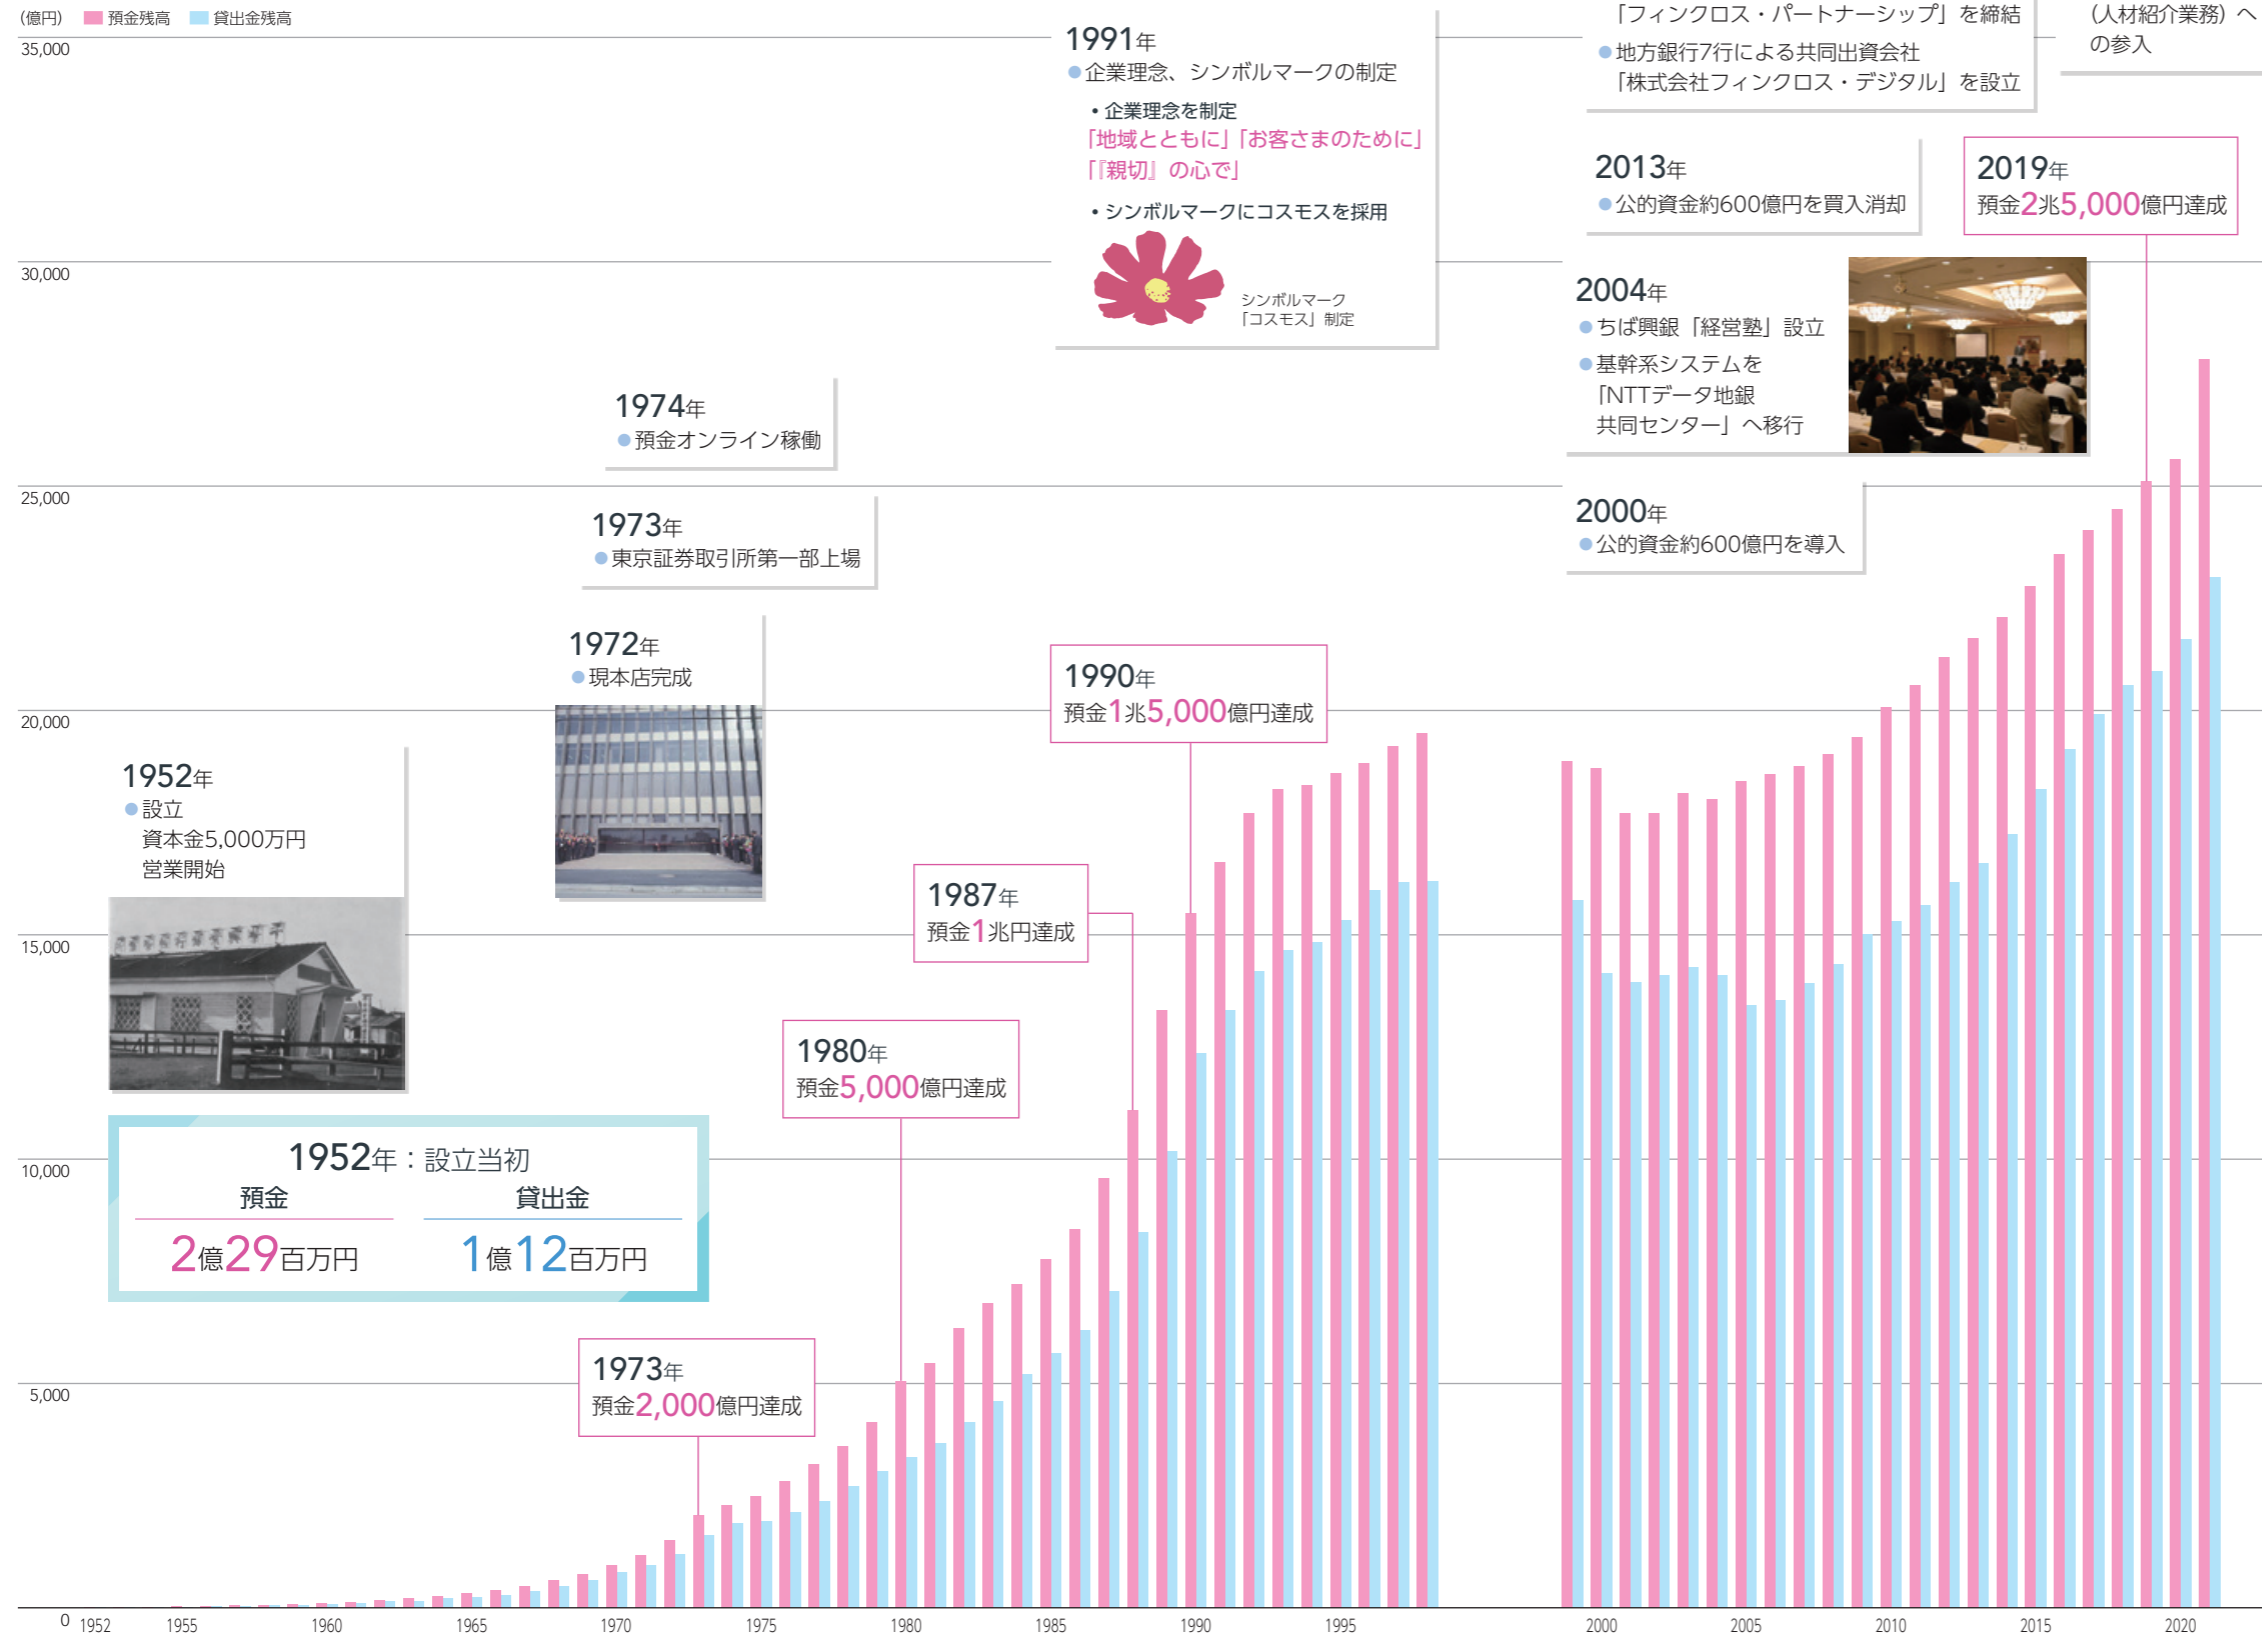 (億円) 預金残高 貸出金残高
35,000
30,000
25,000
20,000
15,000
10,000
5,000
0
1952年
設立
資本金5,000万円
営業開始
1952年：設立当初
預金 貸出金
2億29百万円 1億12百万円
1974年
預金オンライン稼働
1973年
東京証券取引所第一部上場
1972年
現本店完成
1973年
預金2,000億円達成
1980年
預金5,000億円達成
1987年
預金1兆円達成
1990年
預金1兆5,000億円達成
1991年
企業理念、シンボルマークの制定
・企業理念を制定
「地域とともに」「お客さまのために」
「『親切』の心で」
・シンボルマークにコスモスを採用
シンボルマーク
「コスモス」制定
「フィンクロス・パートナーシップ」を締結
地方銀行7行による共同出資会社
「株式会社フィンクロス・デジタル」を設立
(人材紹介業務) へ
の参入
2013年
公的資金約600億円を買入消却
2019年
預金2兆5,000億円達成
2004年
ちば興銀「経営塾」設立
基幹系システムを
「NTTデータ地銀
共同センター」へ移行
2000年
公的資金約600億円を導入
1952 1955 1960 1965 1970 1975 1980 1985 1990 1995 2000 2005 2010 2015 2020